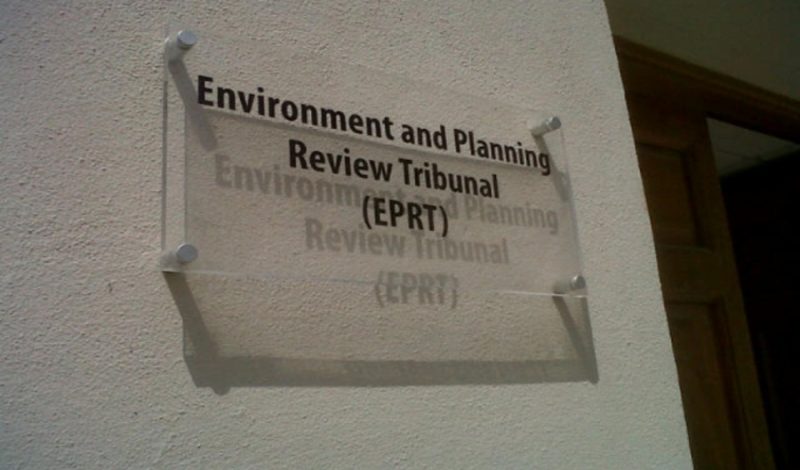 Environment and Planning
Review Tribunal
(EPRT)